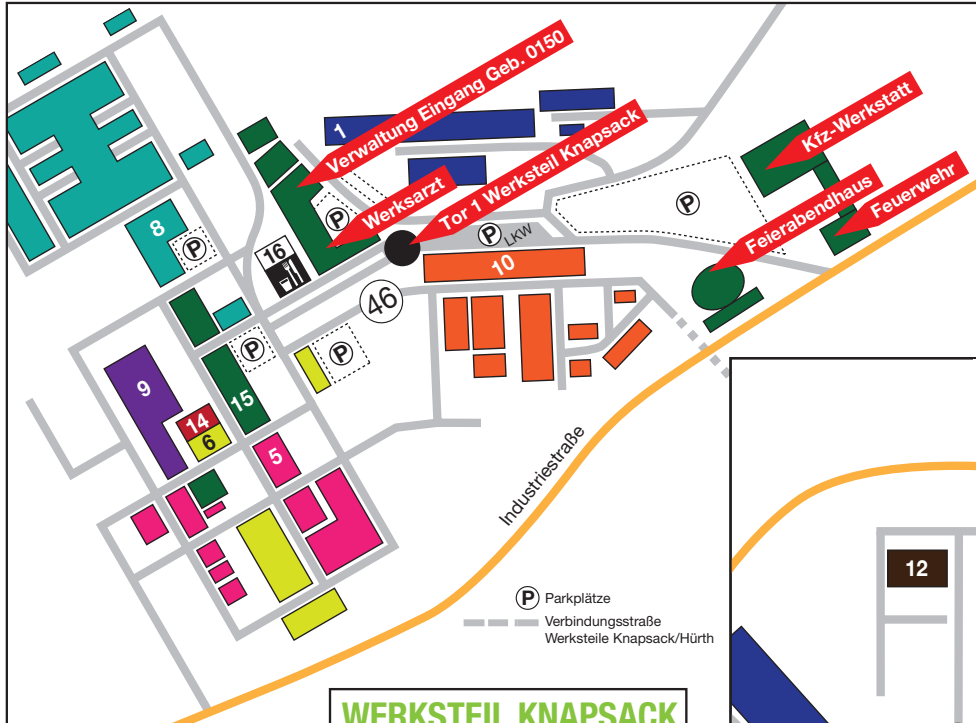 Verwaltung Eingang Geb. 0150
1
Werksarzt
Tor 1 Werksteil Knapsack
Kfz-Werkstatt
Feierabendhaus
Feuerwehr
P
P
8
P
16
P
LKW
10
46
P
P
9
15
14
6
5
Industriestraße
12
P Parkplätze
Verbindungsstraße
Werksteile Knapsack/Hürth
WERKSTEIL KNAPSACK